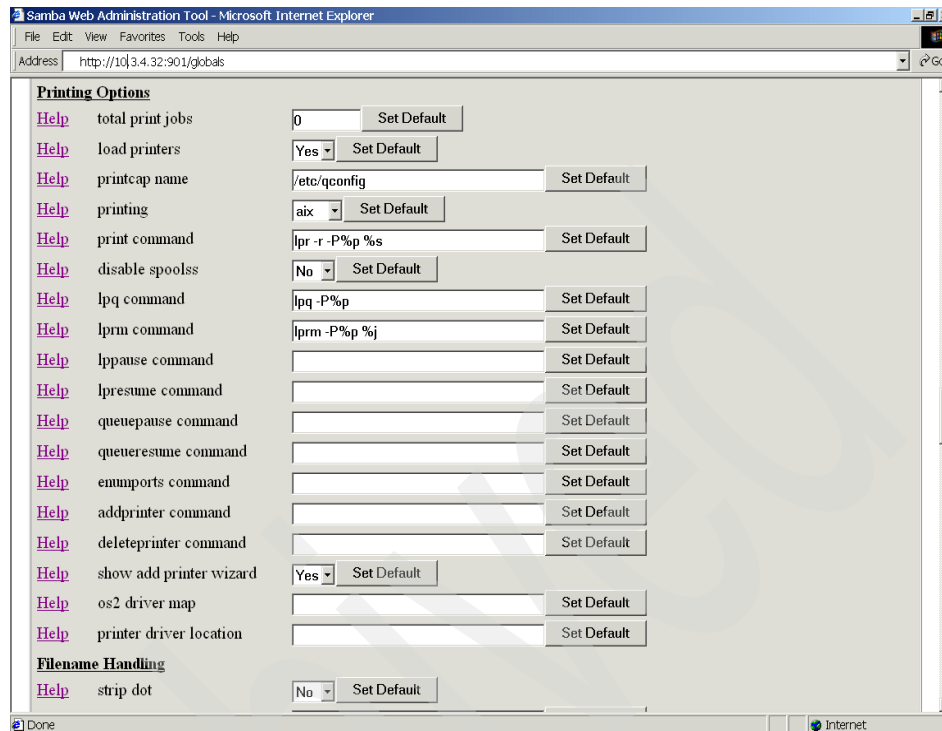 Samba Web Administration Tool - Microsoft Internet Explorer
File Edit View Favorites Tools Help
Address http://10.3.4.32:901/globals
Printing Options
Help total print jobs 0 Set Default
Help load printers Yes Set Default
Help printcap name /etc/qconfig Set Default
Help printing aix Set Default
Help print command lpr -r -P%p %s Set Default
Help disable spoolss No Set Default
Help lpq command lpq -P%p Set Default
Help lprm command lprm -P%p %j Set Default
Help lppause command Set Default
Help lpresume command Set Default
Help queuepause command Set Default
Help queueresume command Set Default
Help enumports command Set Default
Help addprinter command Set Default
Help deleteprinter command Set Default
Help show add printer wizard Yes Set Default
Help os2 driver map Set Default
Help printer driver location Set Default
Filename Handling
Help strip dot No Set Default
Done Internet